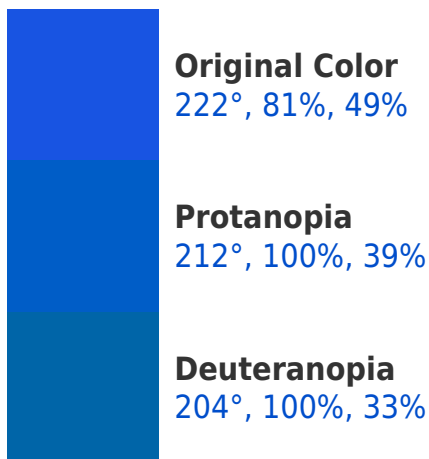 Original Color
222°, 81%, 49%
Protanopia
212°, 100%, 39%
Deuteranopia
204°, 100%, 33%